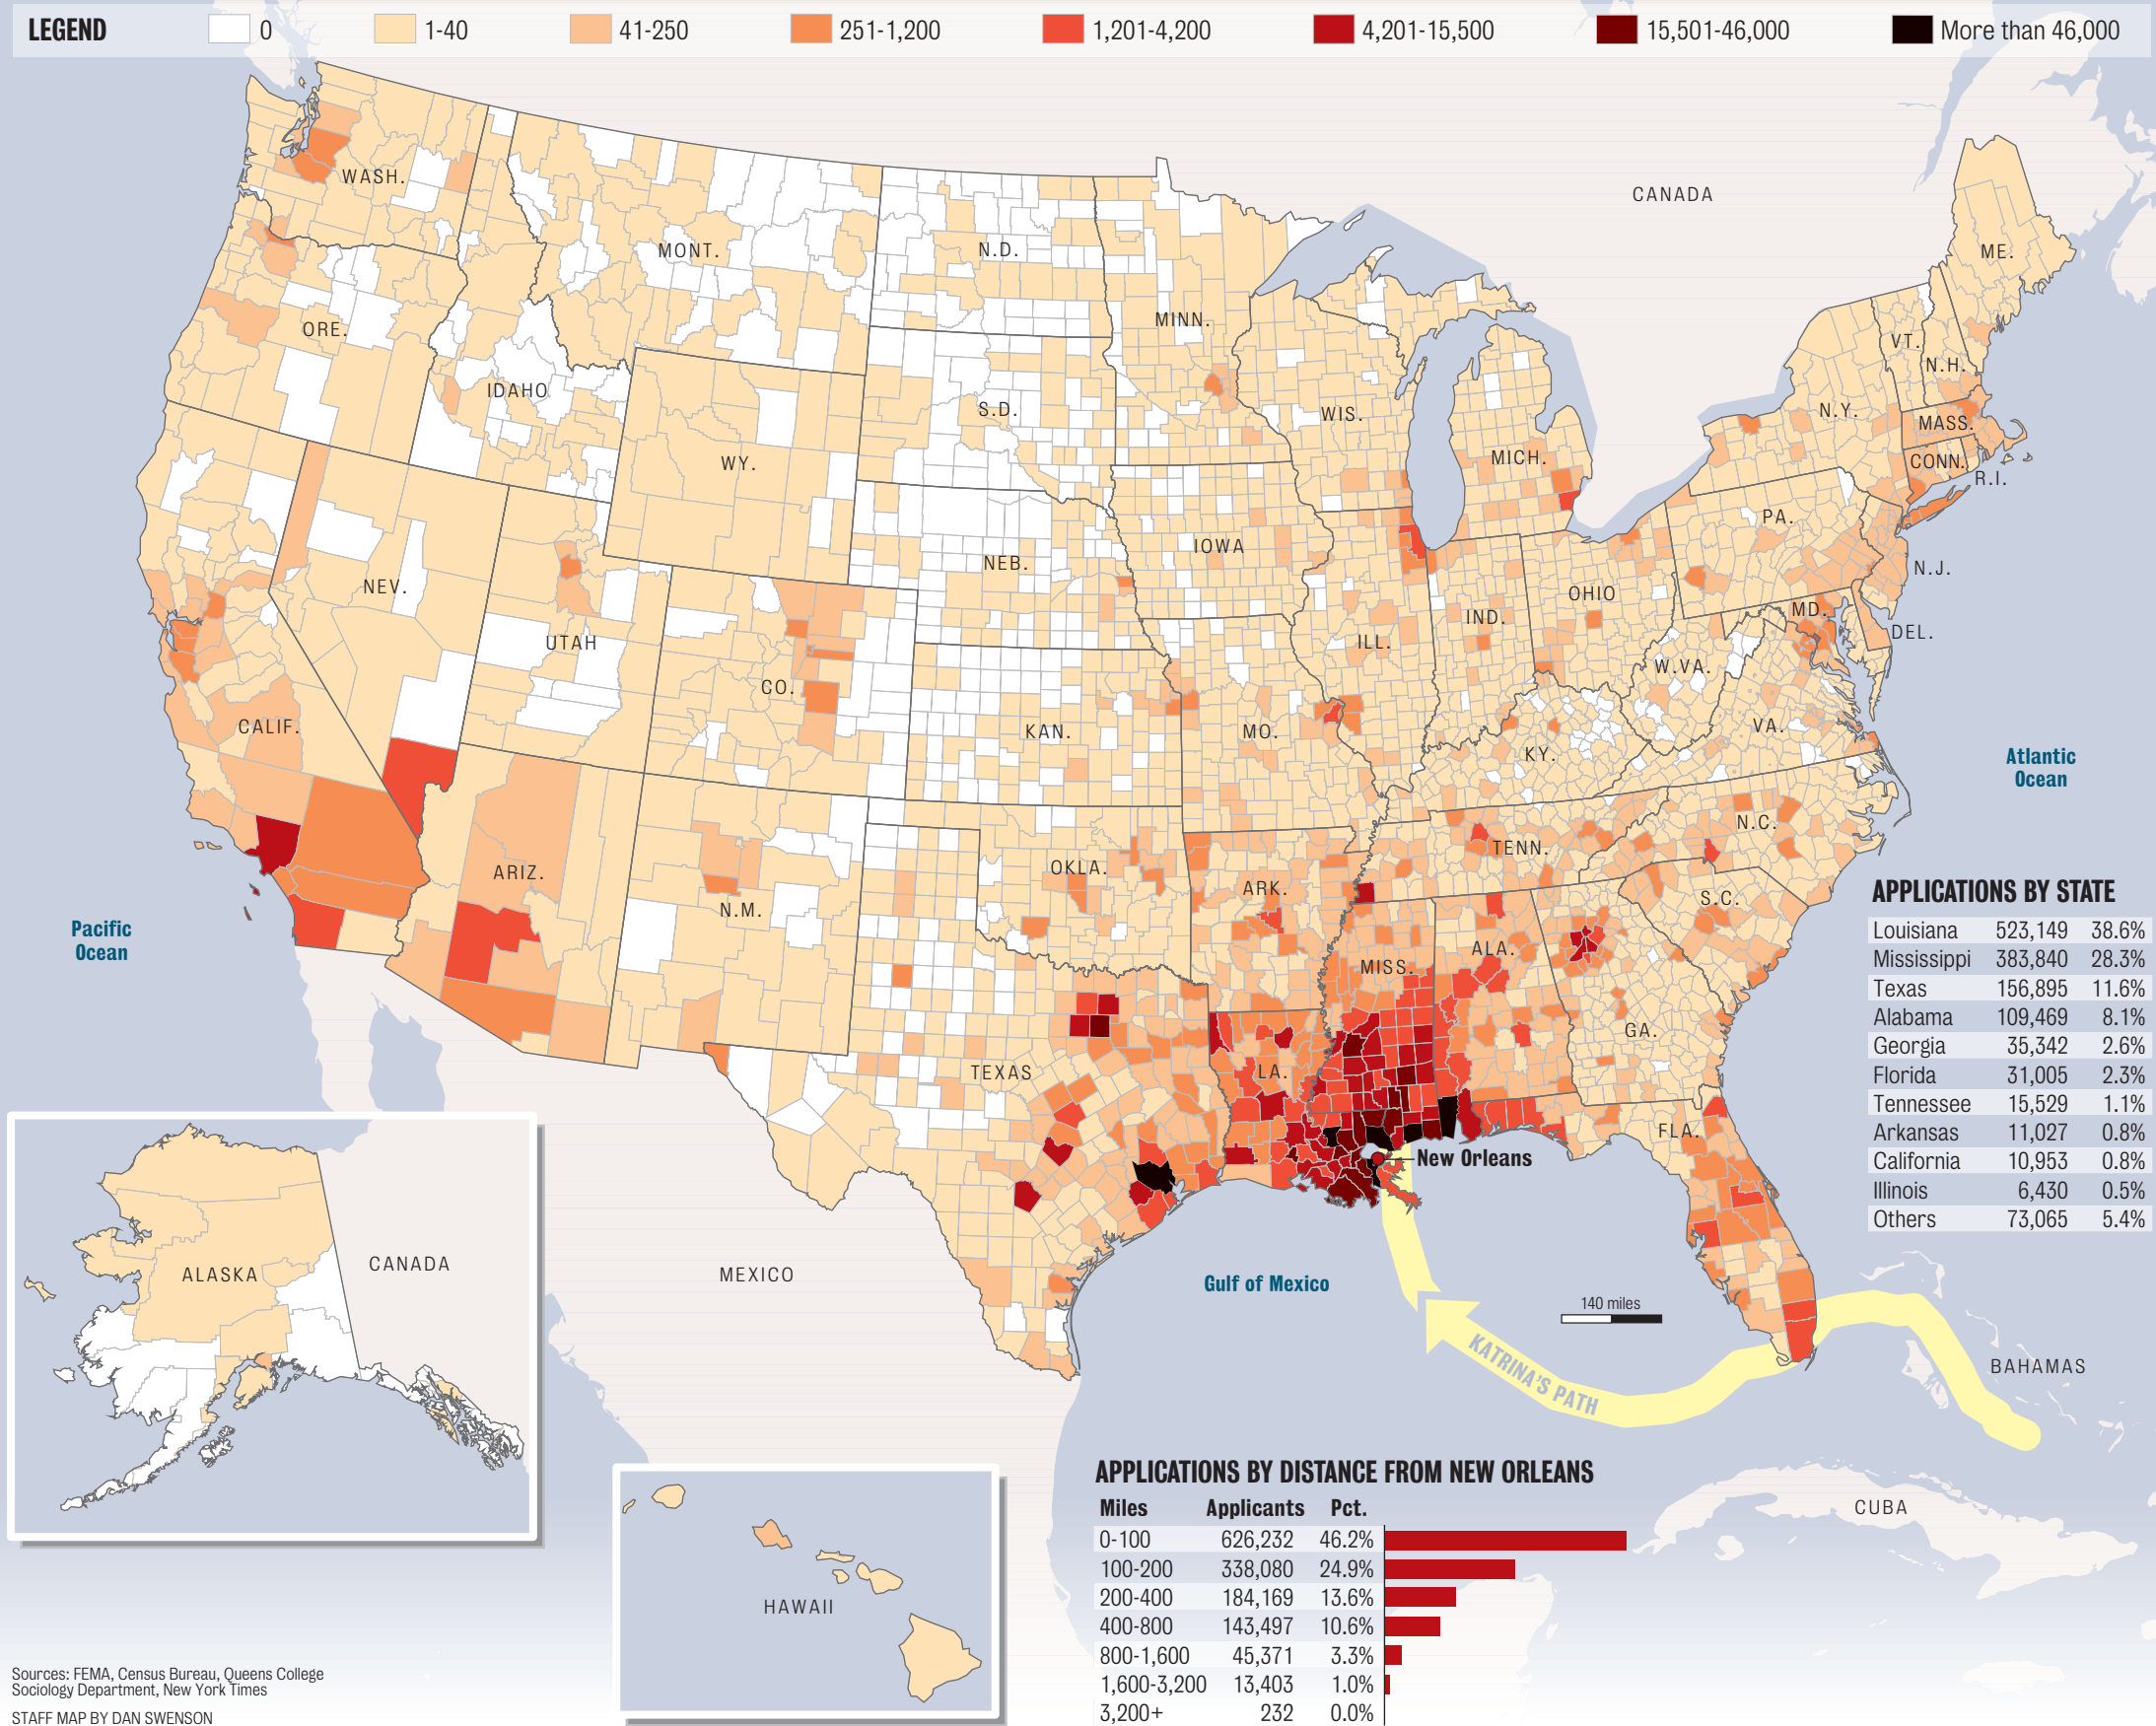 LEGEND 0 1-40 41-250 251-1,200 1,201-4,200 4,201-15,500 15,501-46,000 More than 46,000
CANADA
WASH.
MONT.
N.D.
MINN.
ME.
ORE.
IDAHO
S.D.
WIS.
MICH.
VT.
N.H.
N.Y.
MASS.
CONN.
R.I.
WY.
NEB.
IOWA
PA.
N.J.
NEV.
UTAH
CO.
ILL.
IND.
OHIO
MD.
DEL.
W.VA.
VA.
CALIF.
KAN.
MO.
KY.
Atlantic
Ocean
ARIZ.
N.M.
OKLA.
ARK.
TENN.
N.C.
S.C.
Pacific
Ocean
MISS.
ALA.
GA.
TEXAS
LA.
FLA.
New Orleans
APPLICATIONS BY STATE
Louisiana 523,149 38.6%
Mississippi 383,840 28.3%
Texas 156,895 11.6%
Alabama 109,469 8.1%
Georgia 35,342 2.6%
Florida 31,005 2.3%
Tennessee 15,529 1.1%
Arkansas 11,027 0.8%
California 10,953 0.8%
Illinois 6,430 0.5%
Others 73,065 5.4%
ALASKA
CANADA
MEXICO
Gulf of Mexico
140 miles
KATRINA'S PATH
BAHAMAS
CUBA
HAWAII
APPLICATIONS BY DISTANCE FROM NEW ORLEANS
Miles Applicants Pct.
0-100 626,232 46.2%
100-200 338,080 24.9%
200-400 184,169 13.6%
400-800 143,497 10.6%
800-1,600 45,371 3.3%
1,600-3,200 13,403 1.0%
3,200+ 232 0.0%
Sources: FEMA, Census Bureau, Queens College
Sociology Department, New York Times
STAFF MAP BY DAN SWENSON